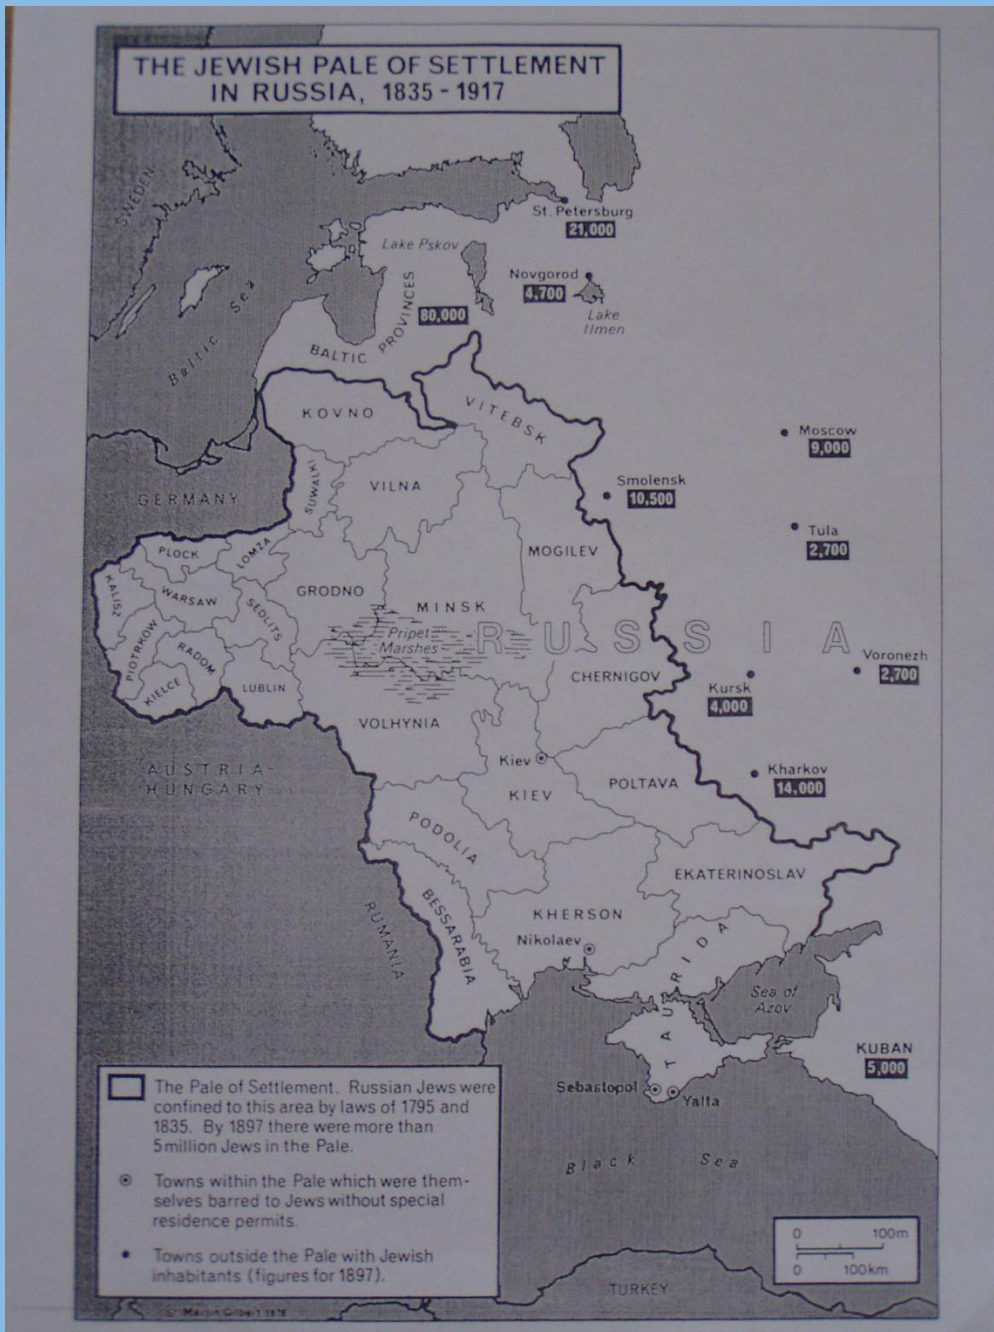 THE JEWISH PALE OF SETTLEMENT
IN RUSSIA, 1835 - 1917
SWEDEN
St. Petersburg
21,000
Lake Pskov
Novgorod
4,700
Lake
Ilmen
Baltic Sea
BALTIC PROVINCES
80,000
KOVNO
VITEBSK
Moscow
9,000
Smolensk
10,500
SUWALKI
VILNA
GERMANY
Tula
2,700
PLOCK
LOMZA
MOGILEV
KALISZ
WARSAW
SEDLITS
GRODNO
MINSK
Pripet
Marshes
RUSSIA
PIOTRKOW
RADOM
KIELCE
LUBLIN
CHERNIGOV
Voronezh
2,700
Kursk
4,000
VOLHYNIA
Kiev
KIEV
POLTAVA
Kharkov
14,000
AUSTRIA-
HUNGARY
PODOLIA
EKATERINOSLAV
BESSARABIA
RUMANIA
KHERSON
Nikolaev
TAURIDA
Sea of
Azov
KUBAN
5,000
Sebastopol
Yalta
Black Sea
The Pale of Settlement. Russian Jews were
confined to this area by laws of 1795 and
1835. By 1897 there were more than
5 million Jews in the Pale.
Towns within the Pale which were them-
selves barred to Jews without special
residence permits.
Towns outside the Pale with Jewish
inhabitants (figures for 1897).
0 100m
0 100km
TURKEY